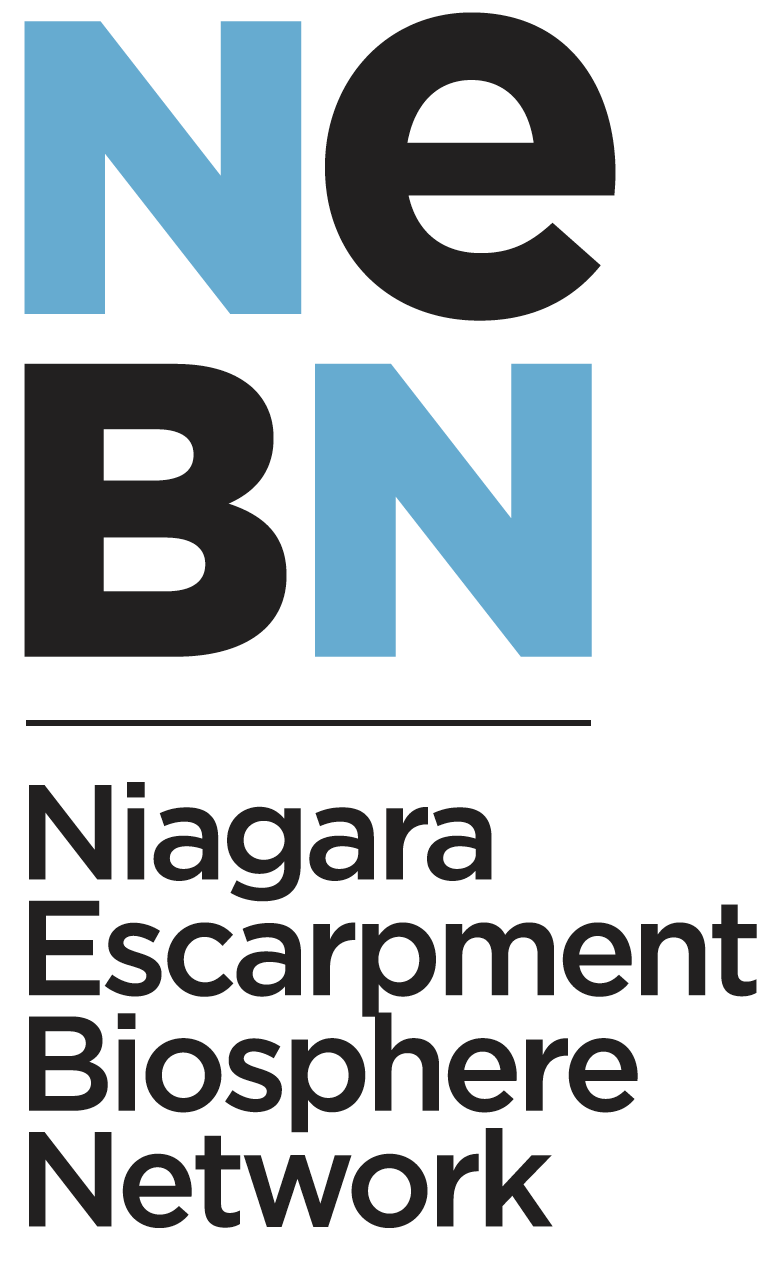 Ne
BN
Niagara
Escarpment
Biosphere
Network